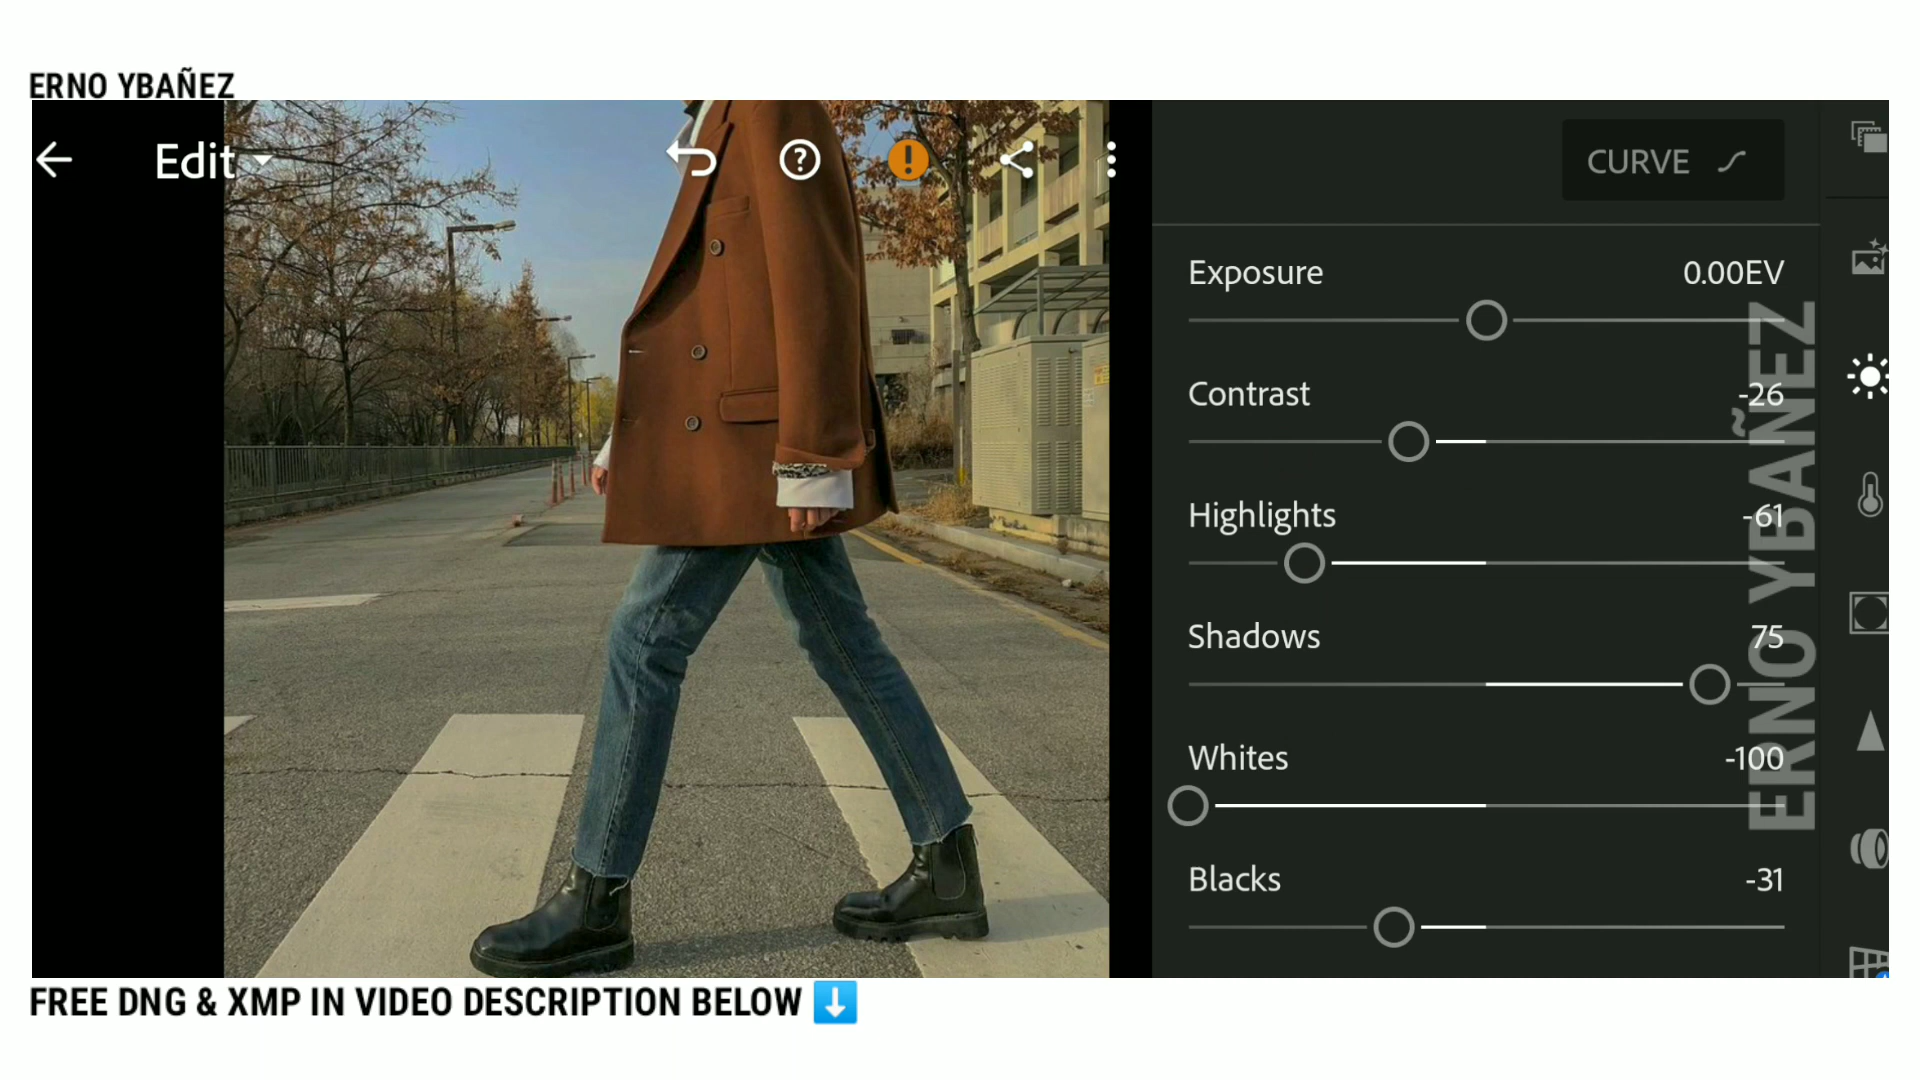 ERNO YBAÑEZ
Edit
CURVE
Exposure 0.00EV
Contrast -26
Highlights -61
Shadows 75
Whites -100
Blacks -31
ERNO YBAÑEZ
FREE DNG & XMP IN VIDEO DESCRIPTION BELOW ⬇️